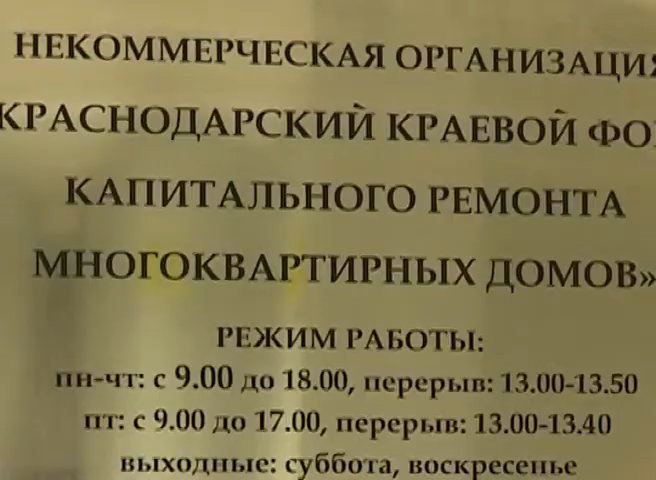 НЕКОММЕРЧЕСКАЯ ОРГАНИЗАЦИЯ
КРАСНОДАРСКИЙ КРАЕВОЙ ФО
КАПИТАЛЬНОГО РЕМОНТА
МНОГОКВАРТИРНЫХ ДОМОВ»
РЕЖИМ РАБОТЫ:
пн-чт: с 9.00 до 18.00, перерыв: 13.00-13.50
пт: с 9.00 до 17.00, перерыв: 13.00-13.40
выходные: суббота, воскресенье